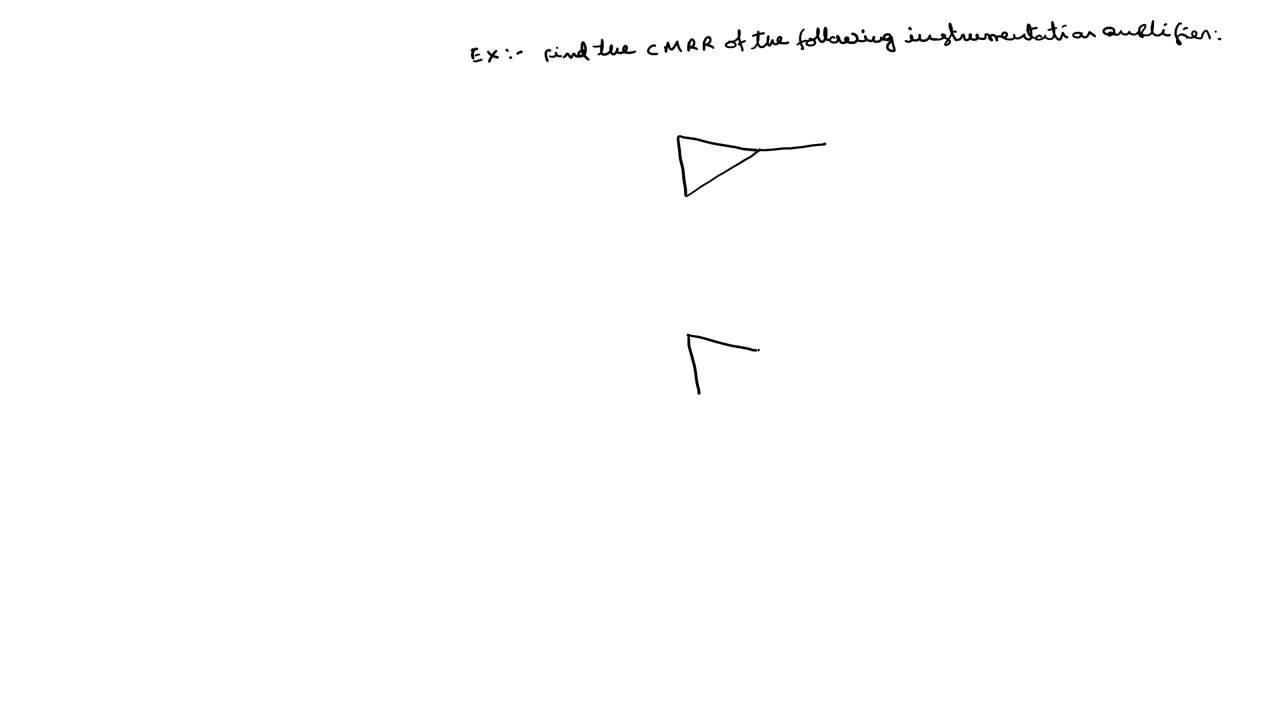 Ex:- Find the CMRR of the following instrumentation amplifier: